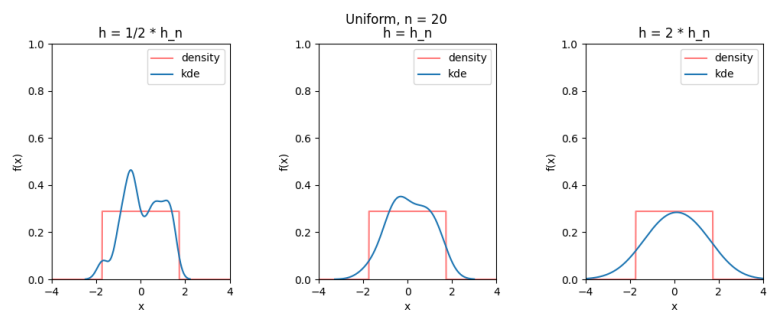 Uniform, n = 20
h = 1/2 * h_n
h = h_n
h = 2 * h_n
1.0
0.8
0.6
0.4
0.2
0.0
f(x)
density
kde
−4
−2
0
2
4
x
1.0
0.8
0.6
0.4
0.2
0.0
f(x)
density
kde
−4
−2
0
2
4
x
1.0
0.8
0.6
0.4
0.2
0.0
f(x)
density
kde
−4
−2
0
2
4
x